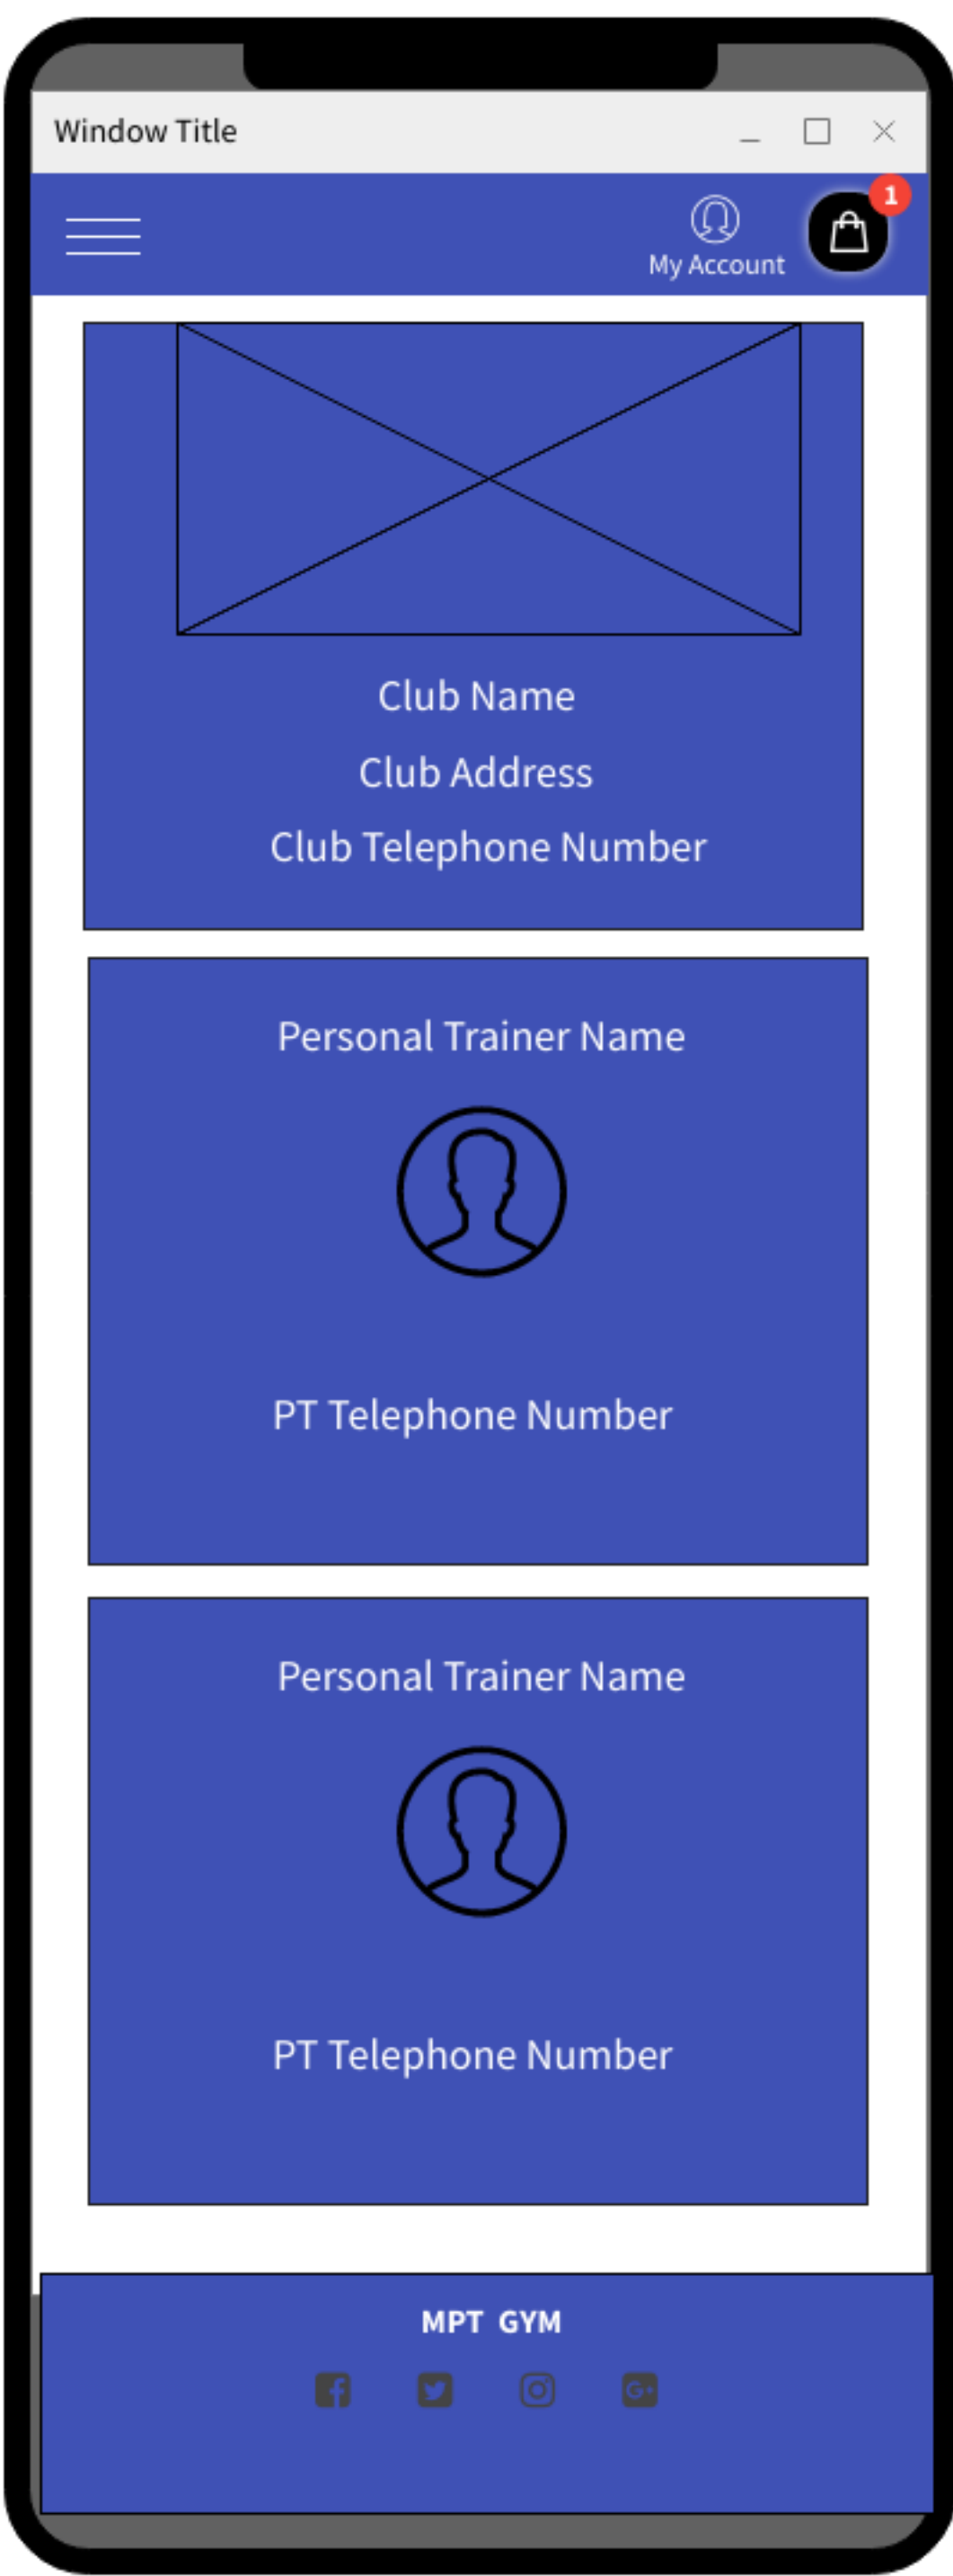 Window Title
1
My Account
Club Name
Club Address
Club Telephone Number
Personal Trainer Name
PT Telephone Number
Personal Trainer Name
PT Telephone Number
MPT GYM